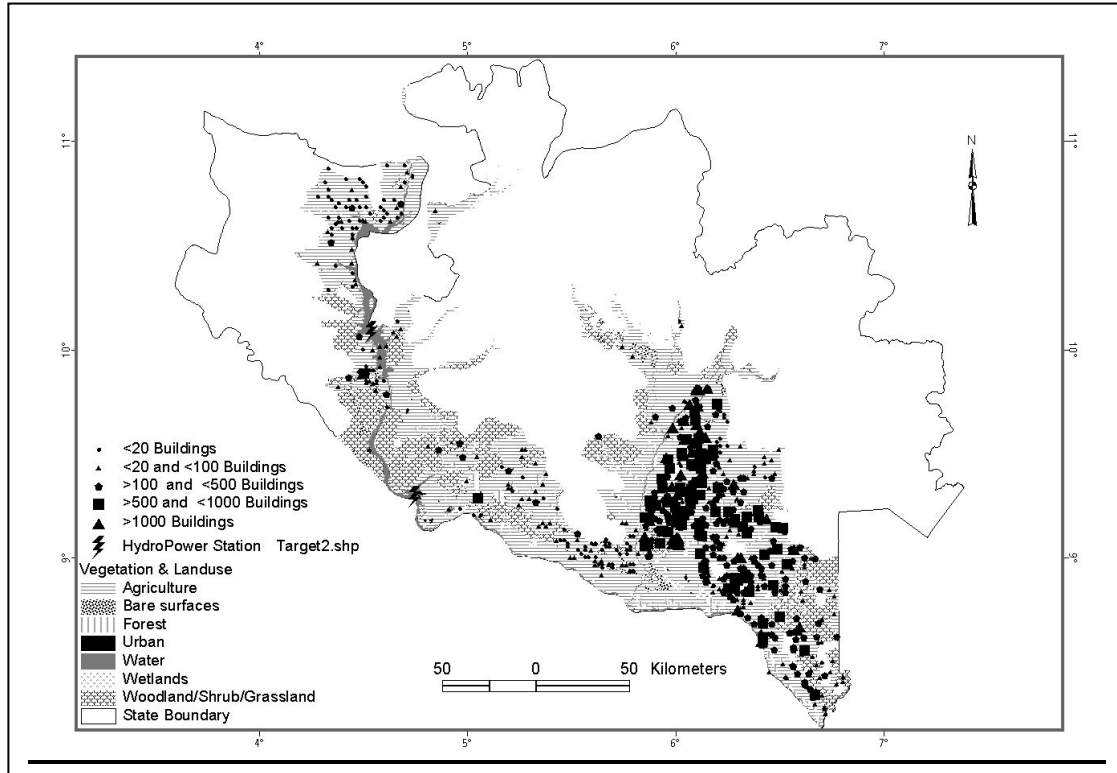 4° 5° 6° 7°
11° 11°
N
10° 10°
<20 Buildings
<20 and <100 Buildings
>100 and <500 Buildings
>500 and <1000 Buildings
>1000 Buildings
HydroPower Station Target2.shp
9° 9°
Vegetation & Landuse
Agriculture
Bare surfaces
Forest
Urban
Water
Wetlands
Woodland/Shrub/Grassland
State Boundary
50 0 50 Kilometers
4° 5° 6° 7°